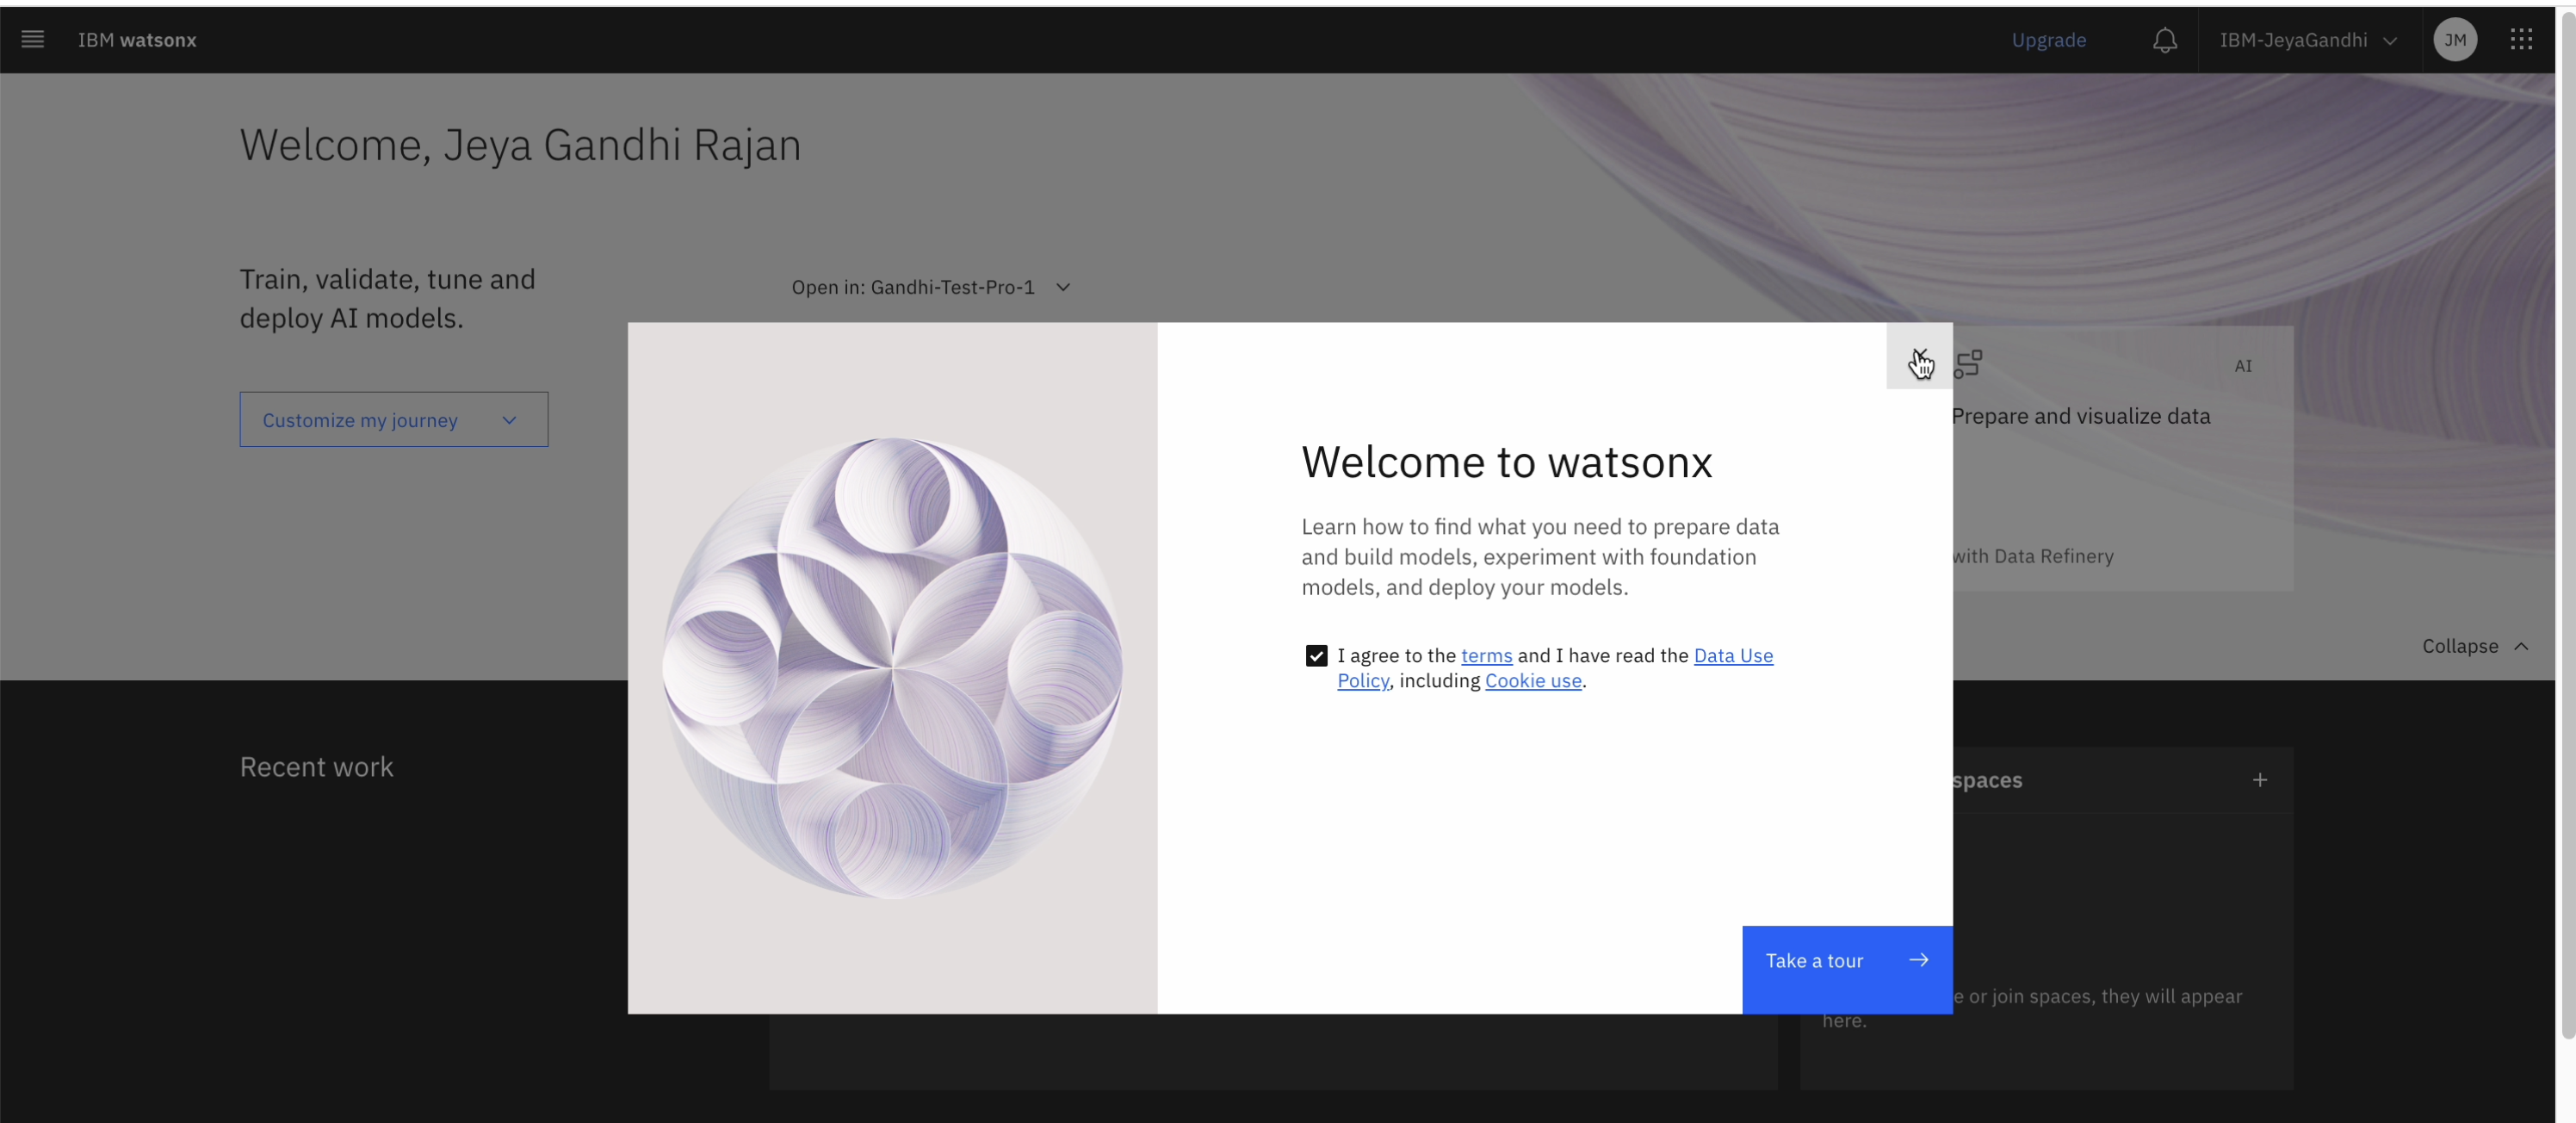 IBM watsonx
Upgrade
IBM-JeyaGandhi
JM
Welcome, Jeya Gandhi Rajan
Train, validate, tune and
deploy AI models.
Open in: Gandhi-Test-Pro-1
Customize my journey
AI
Prepare and visualize data
with Data Refinery
Collapse
Welcome to watsonx
Learn how to find what you need to prepare data
and build models, experiment with foundation
models, and deploy your models.
I agree to the terms and I have read the Data Use
Policy, including Cookie use.
Take a tour
Recent work
spaces
e or join spaces, they will appear
here.